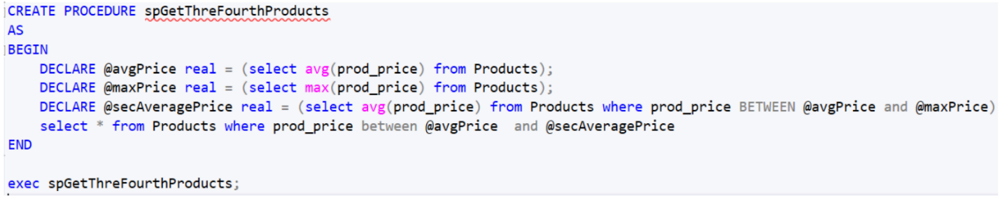 CREATE PROCEDURE spGetThreFourthProducts
AS
BEGIN
    DECLARE @avgPrice real = (select avg(prod_price) from Products);
    DECLARE @maxPrice real = (select max(prod_price) from Products);
    DECLARE @secAveragePrice real = (select avg(prod_price) from Products where prod_price BETWEEN @avgPrice and @maxPrice)
    select * from Products where prod_price between @avgPrice  and @secAveragePrice
END

exec spGetThreFourthProducts;